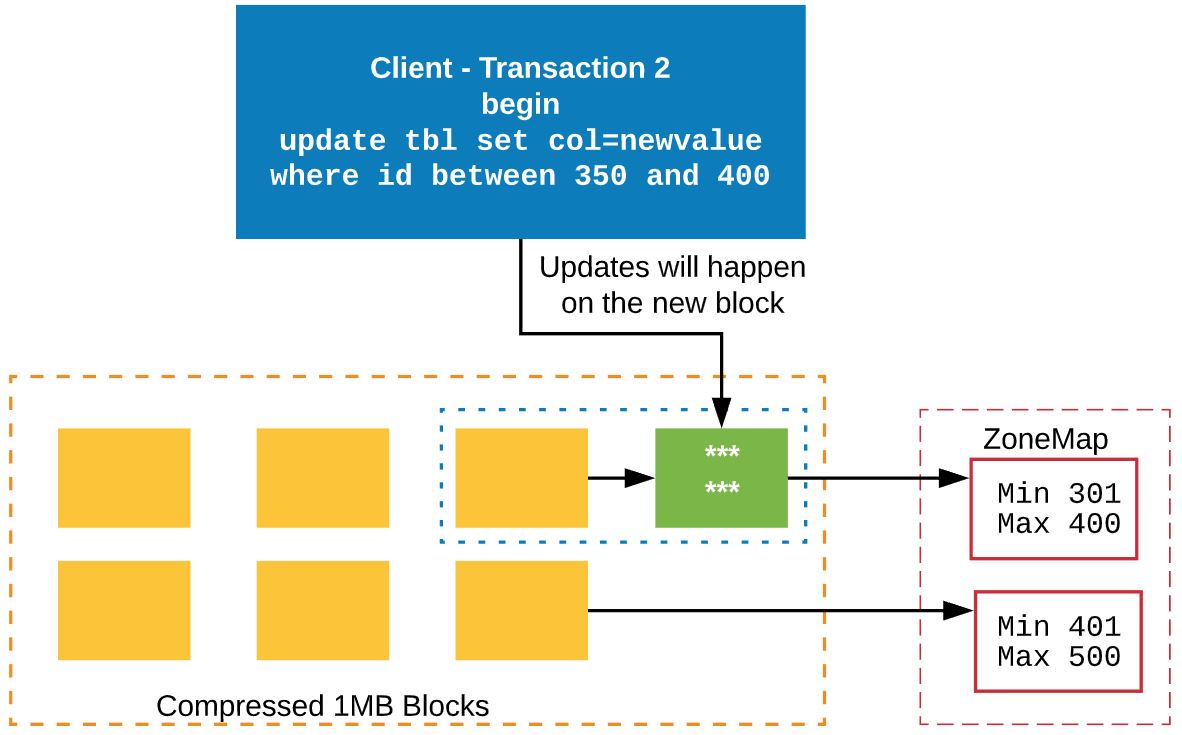 Client - Transaction 2
begin
update tbl set col=newvalue
where id between 350 and 400
Updates will happen
on the new block
***
***
ZoneMap
Min 301
Max 400
Min 401
Max 500
Compressed 1MB Blocks